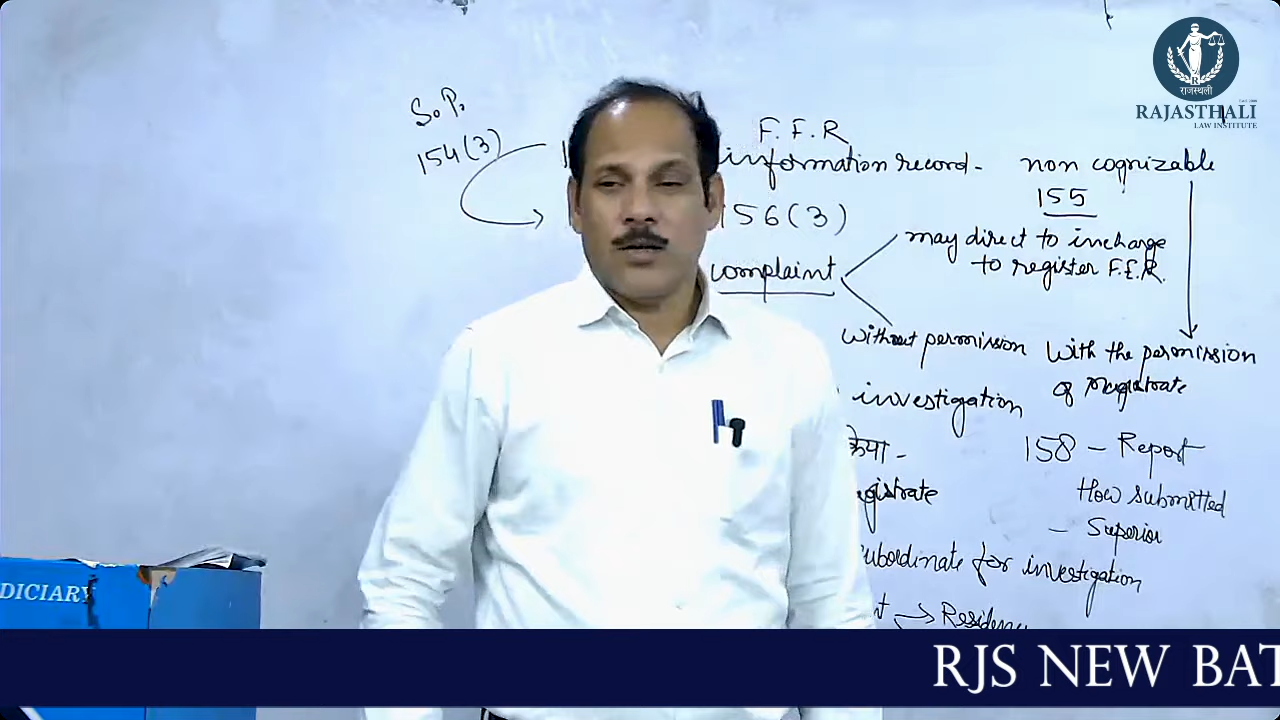 राजस्थली
RAJASTHALI
LAW INSTITUTE
S.P.
154(3)
F.I.R
information record - non cognizable
155
156(3)
complaint
may direct to incharge
to register F.I.R.
Without permission
With the permission
of Magistrate
investigation
158 - Report
How submitted
- Superior
for investigation
Residen
DICIARY
RJS NEW BAT